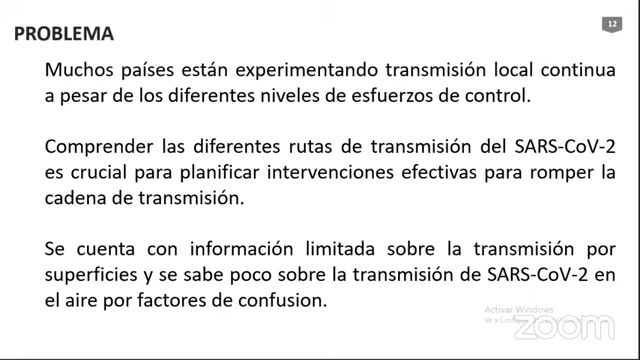 12
PROBLEMA
Muchos países están experimentando transmisión local continua
a pesar de los diferentes niveles de esfuerzos de control.
Comprender las diferentes rutas de transmisión del SARS-CoV-2
es crucial para planificar intervenciones efectivas para romper la
cadena de transmisión.
Se cuenta con información limitada sobre la transmisión por
superficies y se sabe poco sobre la transmisión de SARS-CoV-2 en
el aire por factores de confusion.
Activar Windows
zoom